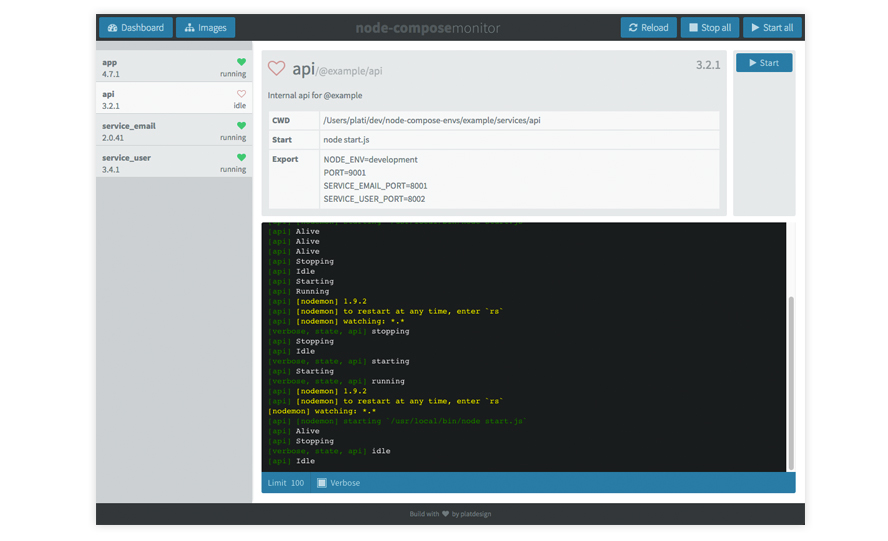 Dashboard Images node-composemonitor Reload Stop all Start all
app
4.7.1 running
api
3.2.1 idle
service_email
2.0.41 running
service_user
3.4.1 running
api/@example/api 3.2.1
Start
Internal api for @example
CWD /Users/plati/dev/node-compose-envs/example/services/api
Start node start.js
Export NODE_ENV=development
PORT=9001
SERVICE_EMAIL_PORT=8001
SERVICE_USER_PORT=8002
[api] Alive
[api] Alive
[api] Alive
[api] Stopping
[api] Idle
[api] Starting
[api] Running
[api] [nodemon] 1.9.2
[api] [nodemon] to restart at any time, enter `rs`
[api] [nodemon] watching: *.*
[verbose, state, api] stopping
[api] Stopping
[api] Idle
[verbose, state, api] starting
[api] Starting
[verbose, state, api] running
[api] [nodemon] 1.9.2
[api] [nodemon] to restart at any time, enter `rs`
[nodemon] watching: *.*
[api] [nodemon] starting `/usr/local/bin/node start.js`
[api] Alive
[api] Stopping
[verbose, state, api] idle
[api] Idle
Limit 100 Verbose
Build with ♥ by platdesign